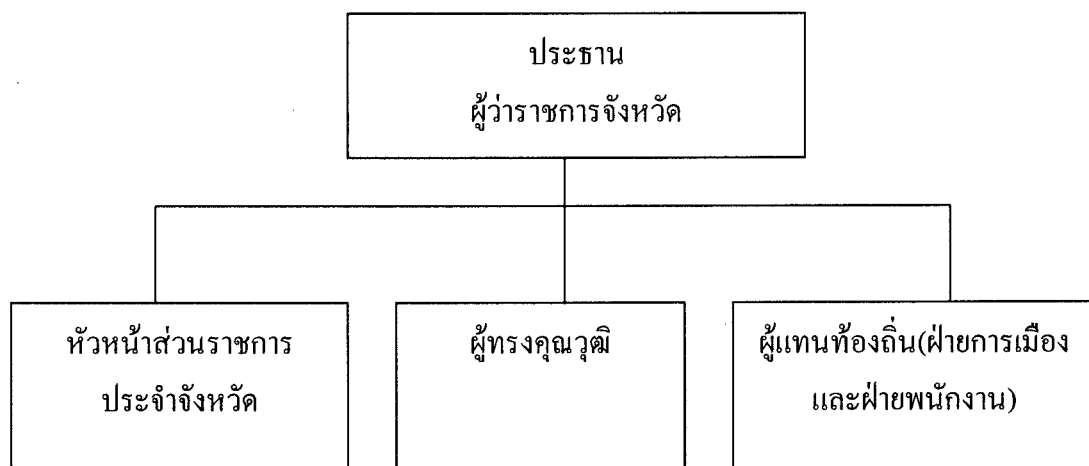 ประธาน
ผู้ว่าราชการจังหวัด
หัวหน้าส่วนราชการ
ประจำจังหวัด
ผู้ทรงคุณวุฒิ
ผู้แทนท้องถิ่น(ฝ่ายการเมือง
และฝ่ายพนักงาน)